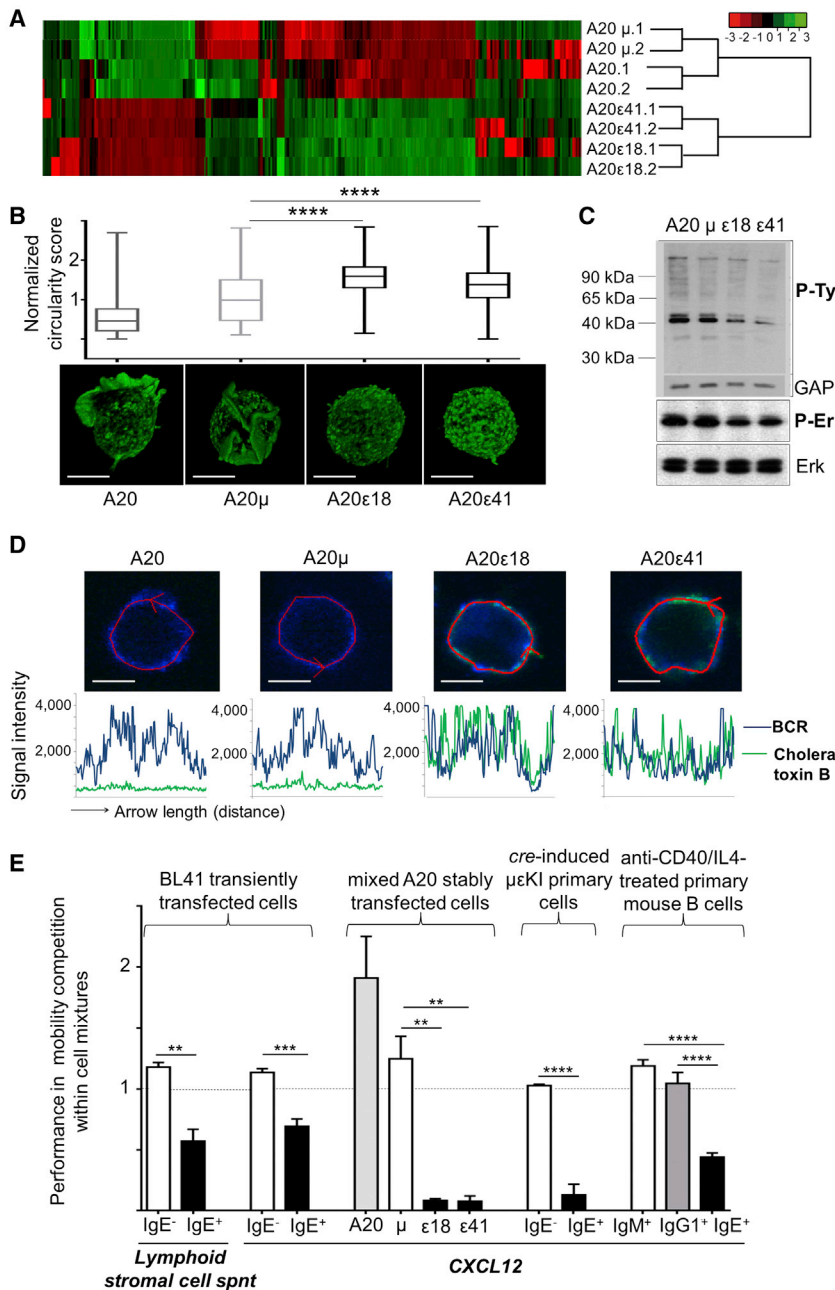 A
A20 µ.1
A20 µ.2
A20.1
A20.2
A20ε41.1
A20ε41.2
A20ε18.1
A20ε18.2
-3 -2 -1 0 1 2 3
B
****
****
Normalized
circularity score
2
1
A20
A20µ
A20ε18
A20ε41
C
A20 µ ε18 ε41
90 kDa
65 kDa
40 kDa
30 kDa
P-Ty
GAP
P-Er
Erk
D
A20
A20µ
A20ε18
A20ε41
Signal intensity
4,000
2,000
4,000
2,000
4,000
2,000
4,000
2,000
BCR
Cholera
toxin B
Arrow length (distance)
E
BL41 transiently
transfected cells
mixed A20 stably
transfected cells
cre-induced
µεKI primary
cells
anti-CD40/IL4-
treated primary
mouse B cells
Performance in mobility competition
within cell mixtures
2
1
**
***
**
**
****
****
****
IgE- IgE+
IgE- IgE+
A20 µ ε18 ε41
IgE- IgE+
IgM+ IgG1+ IgE+
Lymphoid
stromal cell spnt
CXCL12